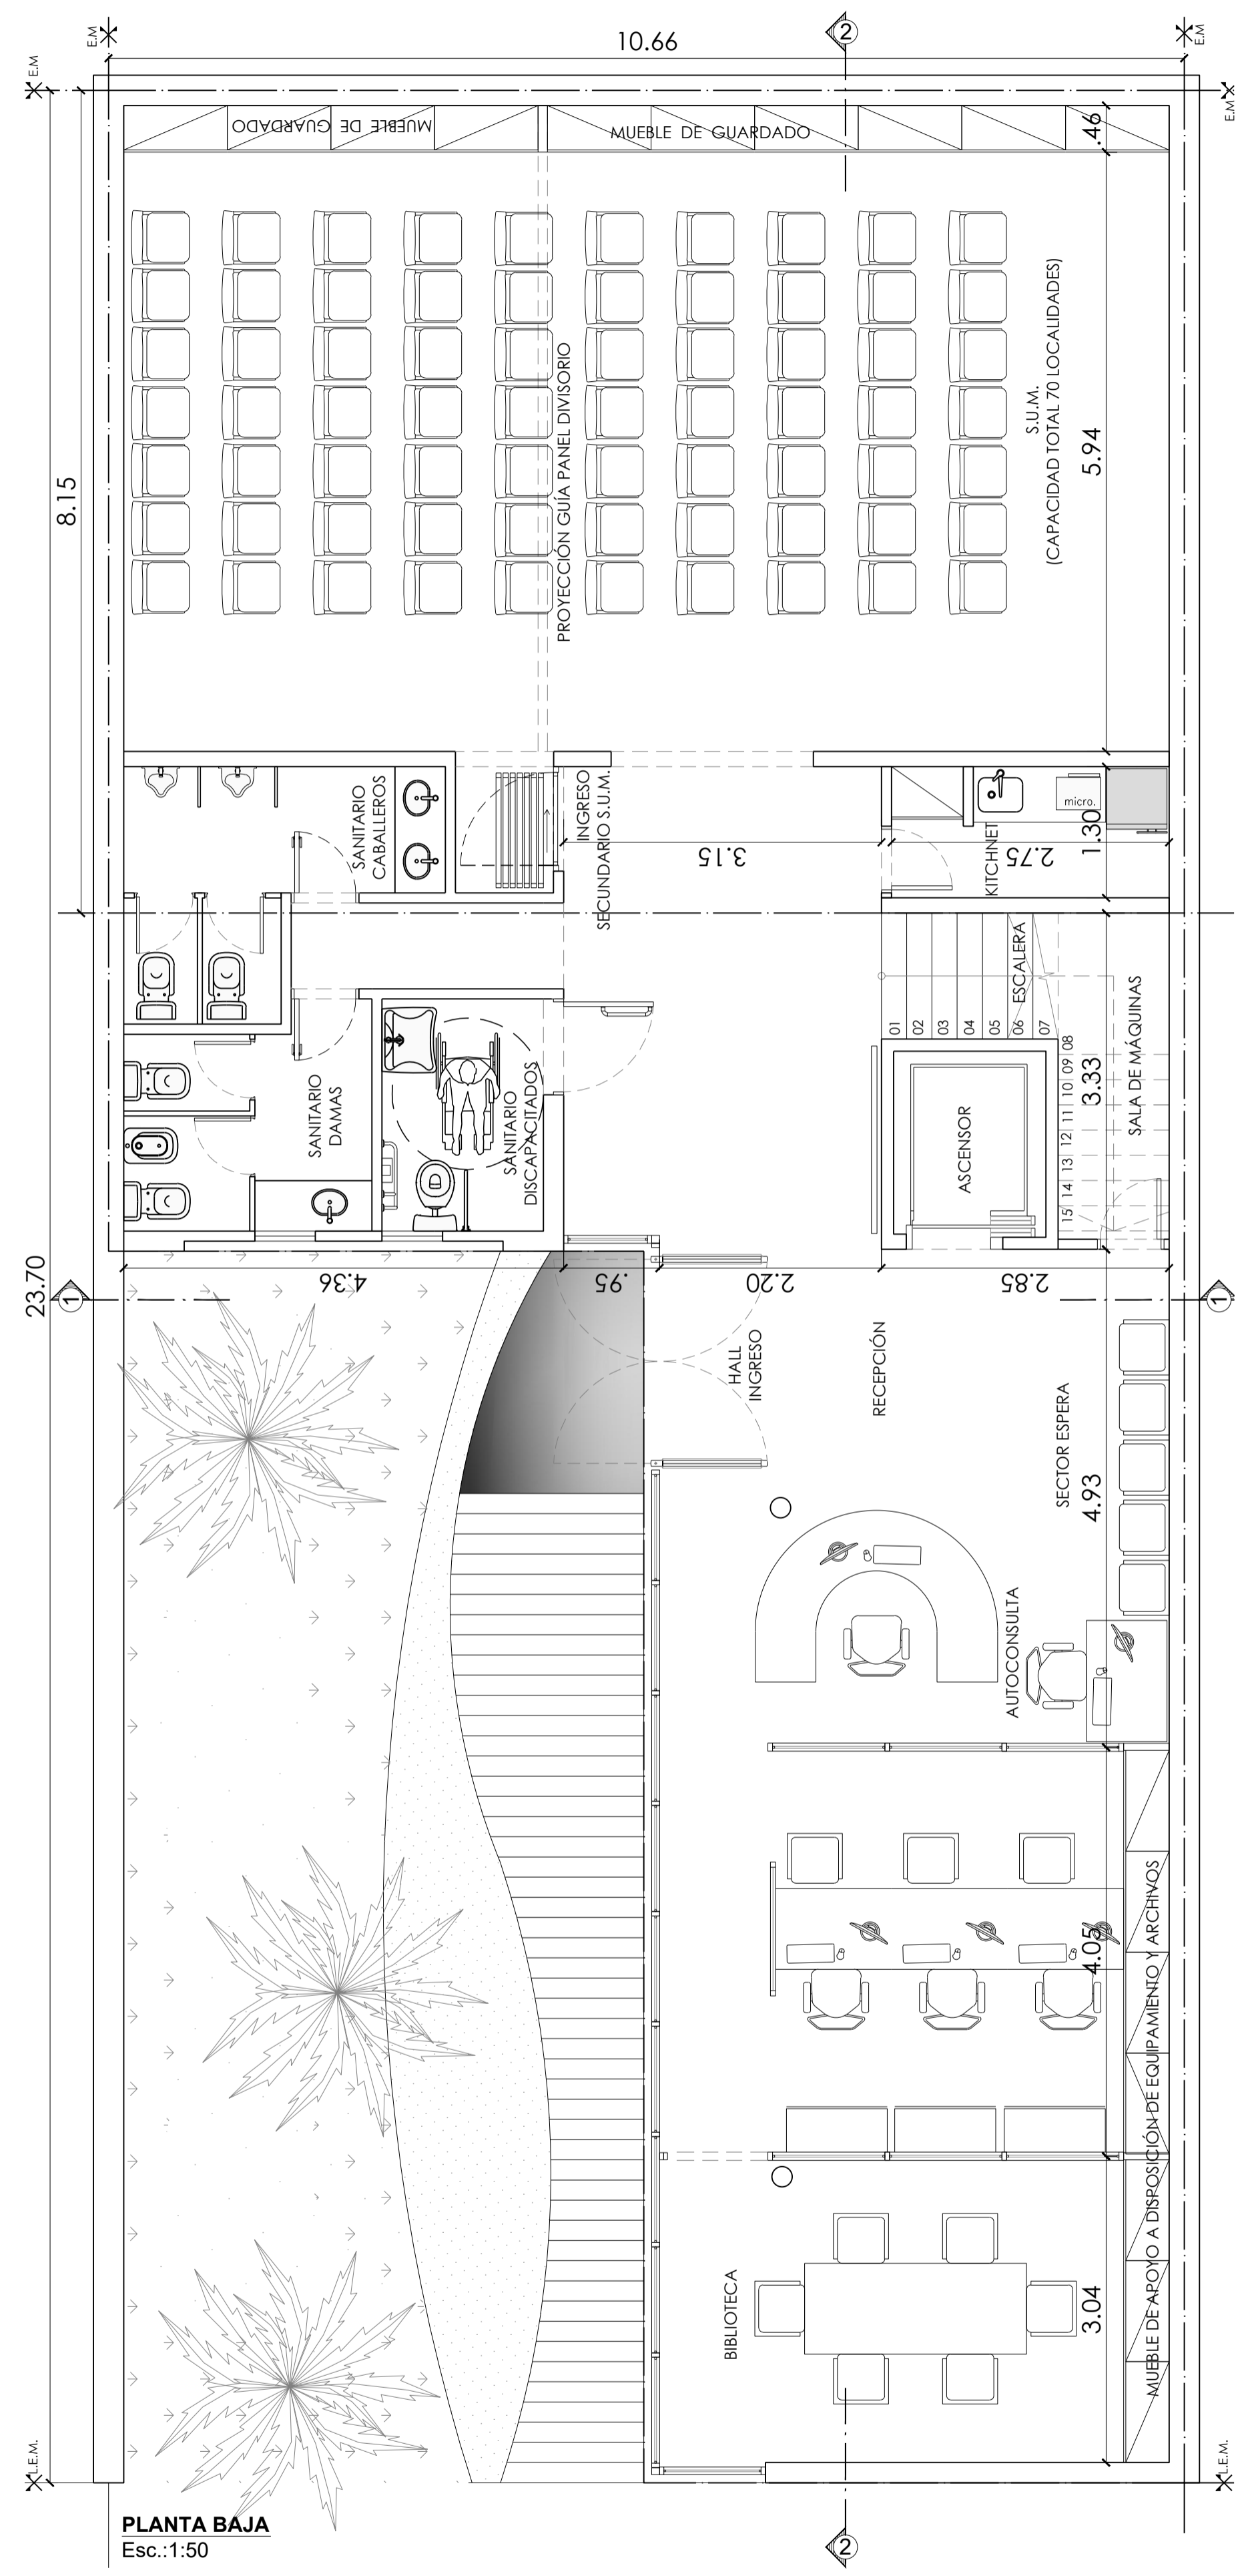 E.M
E.M
10.66
2
E.M
E.M
MUEBLE DE GUARDADO
MUEBLE DE GUARDADO
.46
8.15
PROYECCIÓN GUÍA PANEL DIVISORIO
S.U.M.
(CAPACIDAD TOTAL 70 LOCALIDADES)
5.94
SANITARIO
CABALLEROS
INGRESO
SECUNDARIO S.U.M.
3.15
KITCHNET
2.75
micro.
1.30
ESCALERA
01
02
03
04
05
06
07
08
09
10
11
12
13
14
15
3.33
SALA DE MÁQUINAS
ASCENSOR
SANITARIO
DAMAS
SANITARIO
DISCAPACITADOS
23.70
1
4.36
.95
2.20
2.85
1
HALL
INGRESO
RECEPCIÓN
SECTOR ESPERA
4.93
AUTOCONSULTA
4.05
MUEBLE DE APOYO A DISPOSICIÓN DE EQUIPAMIENTO Y ARCHIVOS
BIBLIOTECA
3.04
L.E.M.
L.E.M.
PLANTA BAJA
Esc.:1:50
2